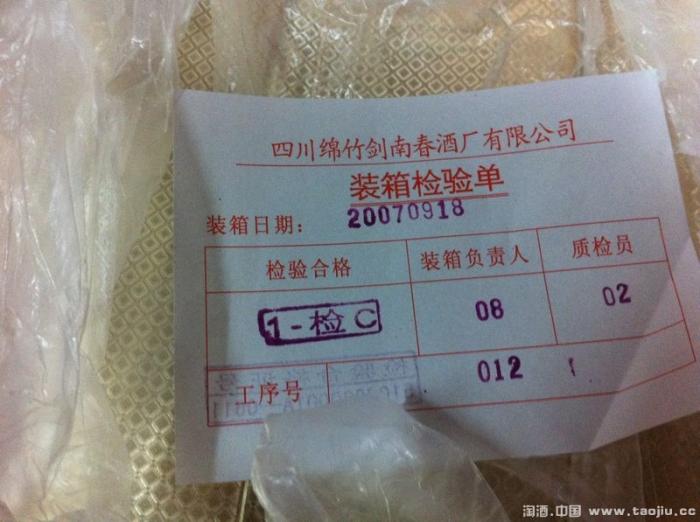 四川绵竹剑南春酒厂有限公司
装箱检验单
装箱日期： 20070918
检验合格 装箱负责人 质检员
1-检C 08 02
工序号 012
淘酒.中国 www.taojiu.cc